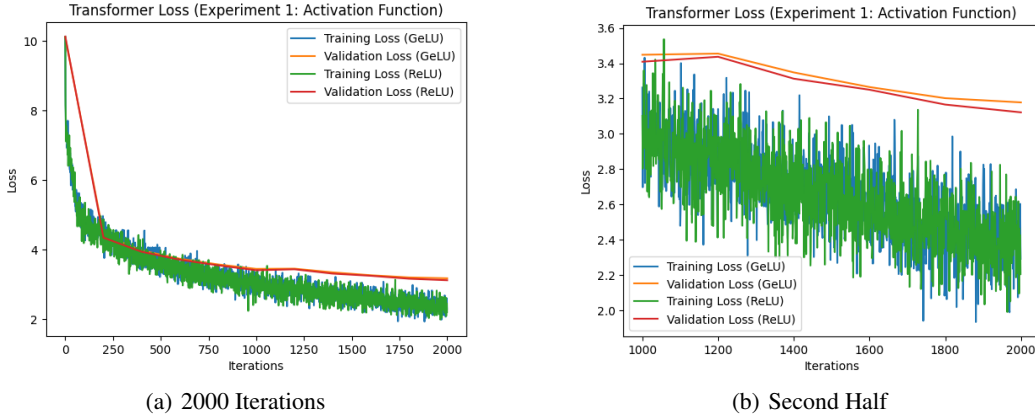 Transformer Loss (Experiment 1: Activation Function)
10
8
6
4
2
Loss
Training Loss (GeLU)
Validation Loss (GeLU)
Training Loss (ReLU)
Validation Loss (ReLU)
0 250 500 750 1000 1250 1500 1750 2000
Iterations
(a) 2000 Iterations
Transformer Loss (Experiment 1: Activation Function)
3.6
3.4
3.2
3.0
2.8
2.6
2.4
2.2
2.0
Loss
Training Loss (GeLU)
Validation Loss (GeLU)
Training Loss (ReLU)
Validation Loss (ReLU)
1000 1200 1400 1600 1800 2000
Iterations
(b) Second Half